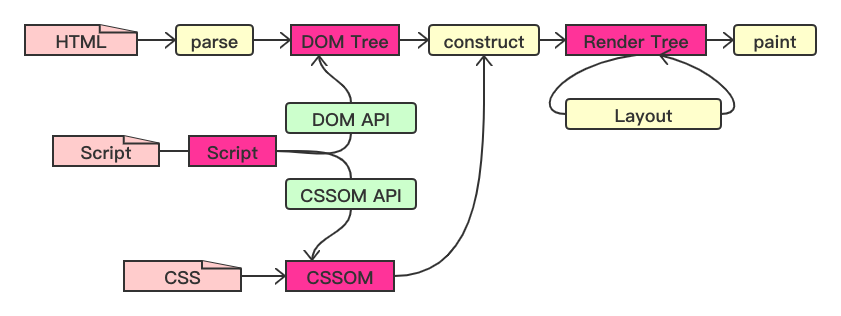 HTML
parse
DOM Tree
construct
Render Tree
paint
DOM API
Layout
Script
Script
CSSOM API
CSS
CSSOM